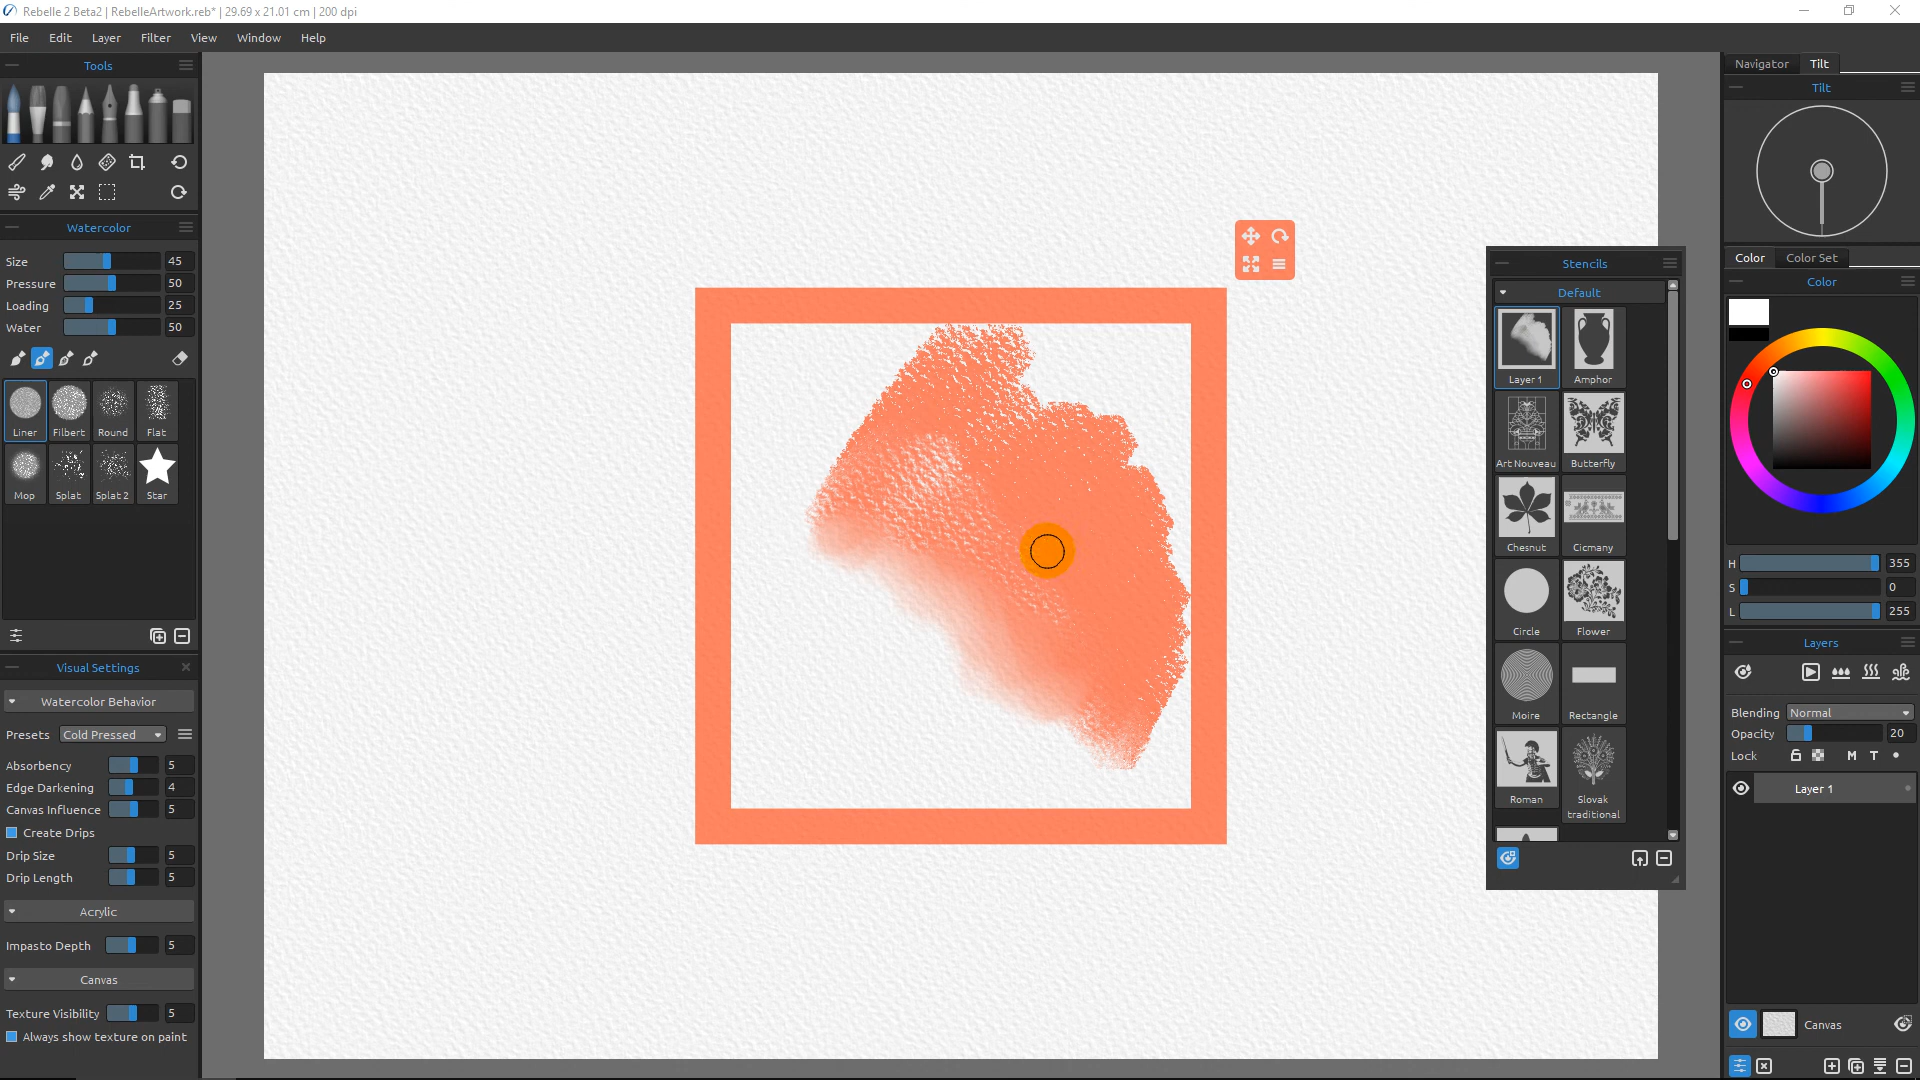 Rebelle 2 Beta2 | RebelleArtwork.reb* | 29.69 x 21.01 cm | 200 dpi
File Edit Layer Filter View Window Help
Tools
Watercolor
Size 45
Pressure 50
Loading 25
Water 50
Liner Filbert Round Flat
Mop Splat Splat 2 Star
Visual Settings
Watercolor Behavior
Presets Cold Pressed
Absorbency 5
Edge Darkening 4
Canvas Influence 5
Create Drips
Drip Size 5
Drip Length 5
Acrylic
Impasto Depth 5
Canvas
Texture Visibility 5
Always show texture on paint
Stencils
Default
Layer 1 Amphor
Art Nouveau Butterfly
Chesnut Cicmany
Circle Flower
Moire Rectangle
Roman Slovak
traditional
Navigator Tilt
Tilt
Color Color Set
Color
H 355
S 0
L 255
Layers
Blending Normal
Opacity 20
Lock M T
Layer 1
Canvas